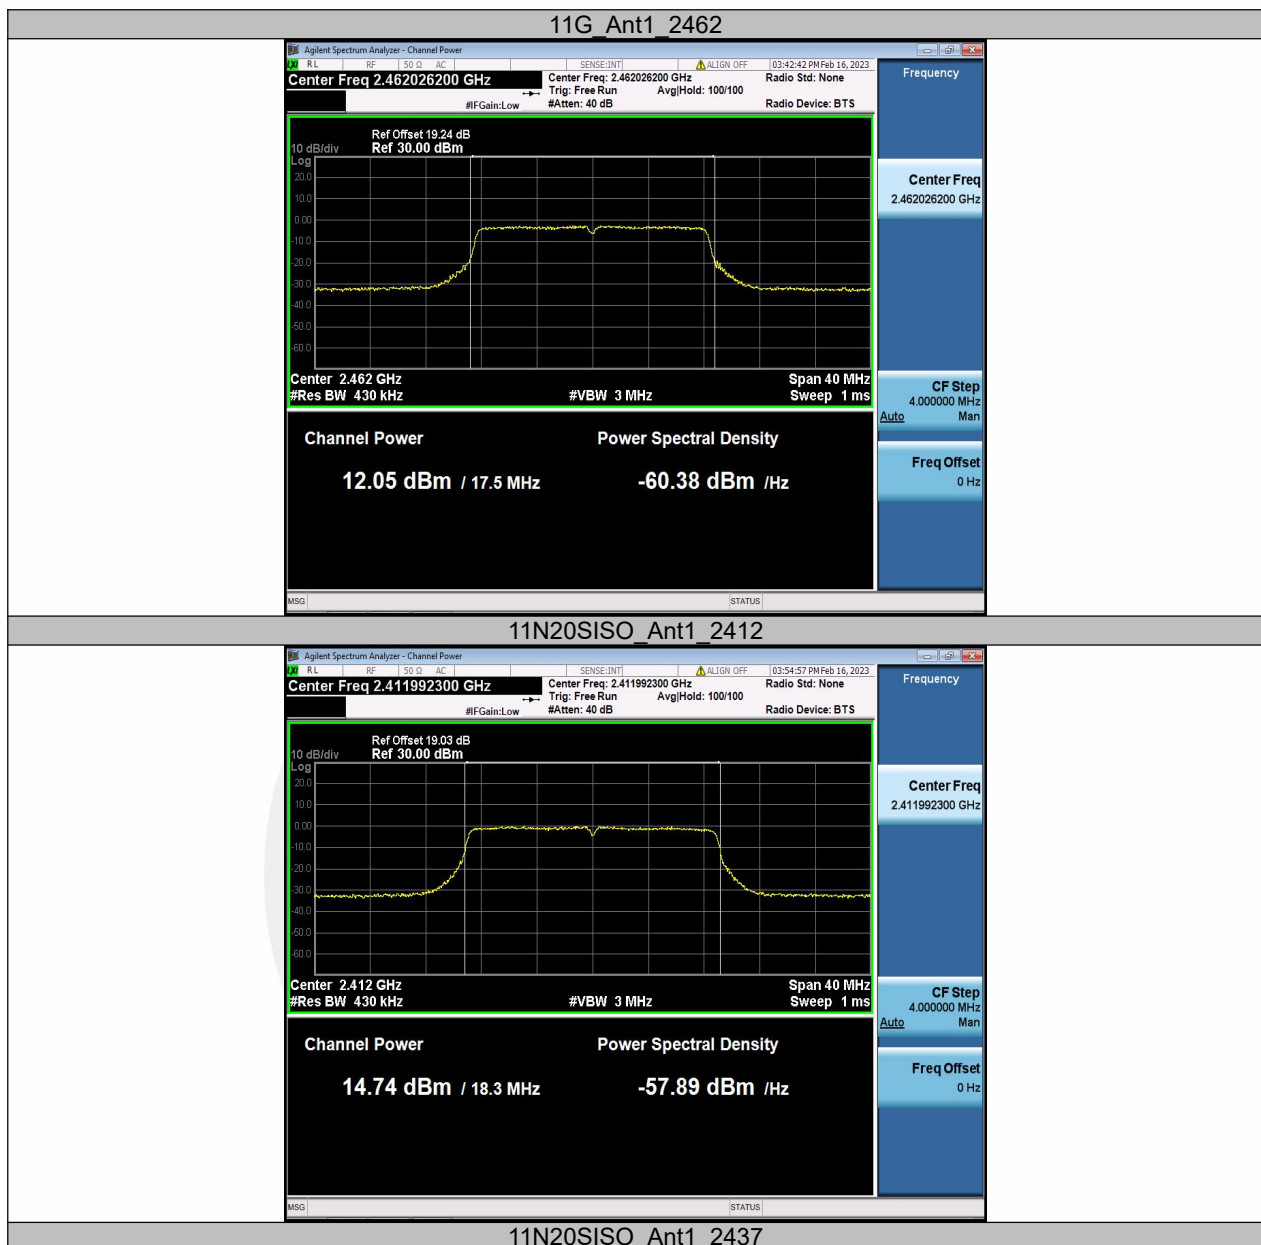 11G_Ant1_2462
Agilent Spectrum Analyzer - Channel Power
LXI RL RF 50 Ω AC SENSE:INT ALIGN OFF 03:42:42 PM Feb 16, 2023
Center Freq 2.462026200 GHz
Center Freq: 2.462026200 GHz
Radio Std: None
Trig: Free Run Avg|Hold: 100/100
#IFGain:Low #Atten: 40 dB Radio Device: BTS
Frequency
Ref Offset 19.24 dB
10 dB/div Ref 30.00 dBm
Log
20.0
10.0
0.00
-10.0
-20.0
-30.0
-40.0
-50.0
-60.0
Center 2.462 GHz Span 40 MHz
#Res BW 430 kHz #VBW 3 MHz Sweep 1 ms
Channel Power Power Spectral Density
12.05 dBm / 17.5 MHz -60.38 dBm /Hz
Center Freq
2.462026200 GHz
CF Step
4.000000 MHz
Auto Man
Freq Offset
0 Hz
MSG STATUS
11N20SISO_Ant1_2412
Agilent Spectrum Analyzer - Channel Power
LXI RL RF 50 Ω AC SENSE:INT ALIGN OFF 03:54:57 PM Feb 16, 2023
Center Freq 2.411992300 GHz
Center Freq: 2.411992300 GHz
Radio Std: None
Trig: Free Run Avg|Hold: 100/100
#IFGain:Low #Atten: 40 dB Radio Device: BTS
Frequency
Ref Offset 19.03 dB
10 dB/div Ref 30.00 dBm
Log
20.0
10.0
0.00
-10.0
-20.0
-30.0
-40.0
-50.0
-60.0
Center 2.412 GHz Span 40 MHz
#Res BW 430 kHz #VBW 3 MHz Sweep 1 ms
Channel Power Power Spectral Density
14.74 dBm / 18.3 MHz -57.89 dBm /Hz
Center Freq
2.411992300 GHz
CF Step
4.000000 MHz
Auto Man
Freq Offset
0 Hz
MSG STATUS
11N20SISO_Ant1_2437